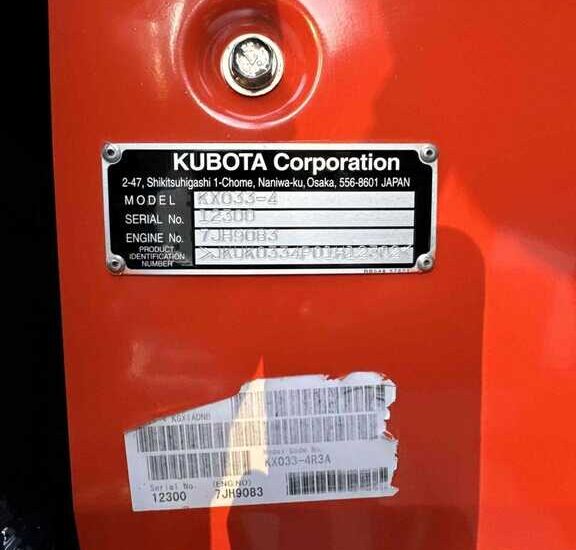 KUBOTA Corporation
2-47, Shikitsuhigashi 1-Chome, Naniwa-ku, Osaka, 556-8601 JAPAN
MODEL KX033-4
SERIAL No. 12300
ENGINE No. 7JH9083
PRODUCT
IDENTIFICATION
NUMBER
KGXIADNB
Model Code No.
KX033-4R3A
Serial No. (ENG.NO)
12300 7JH9083